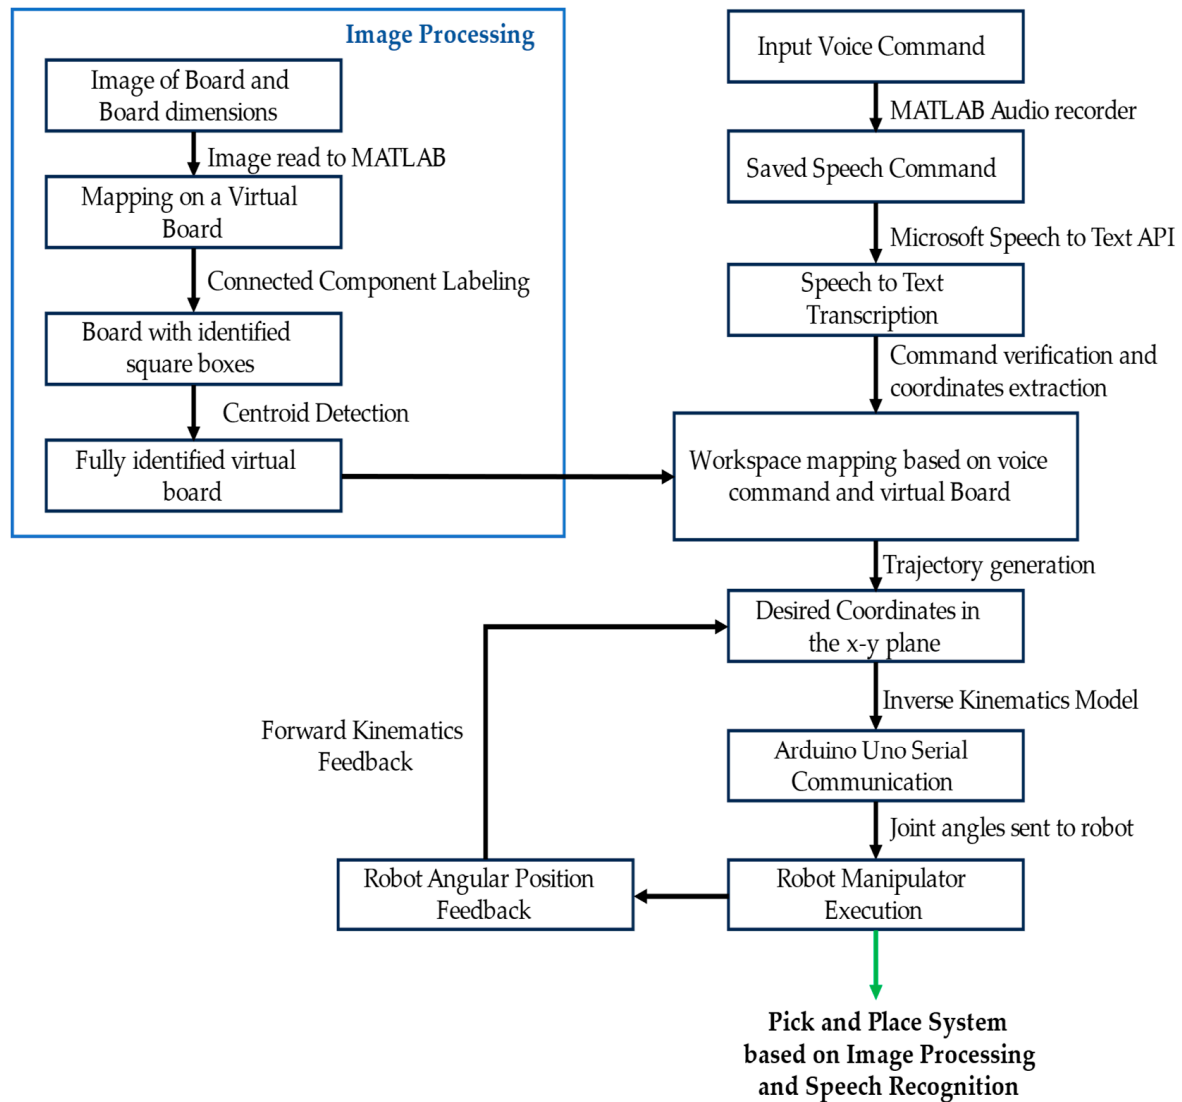 Image Processing
Image of Board and
Board dimensions
Image read to MATLAB
Mapping on a Virtual
Board
Connected Component Labeling
Board with identified
square boxes
Centroid Detection
Fully identified virtual
board
Input Voice Command
MATLAB Audio recorder
Saved Speech Command
Microsoft Speech to Text API
Speech to Text
Transcription
Command verification and
coordinates extraction
Workspace mapping based on voice
command and virtual Board
Trajectory generation
Desired Coordinates in
the x-y plane
Inverse Kinematics Model
Arduino Uno Serial
Communication
Joint angles sent to robot
Robot Manipulator
Execution
Robot Angular Position
Feedback
Forward Kinematics
Feedback
Pick and Place System
based on Image Processing
and Speech Recognition